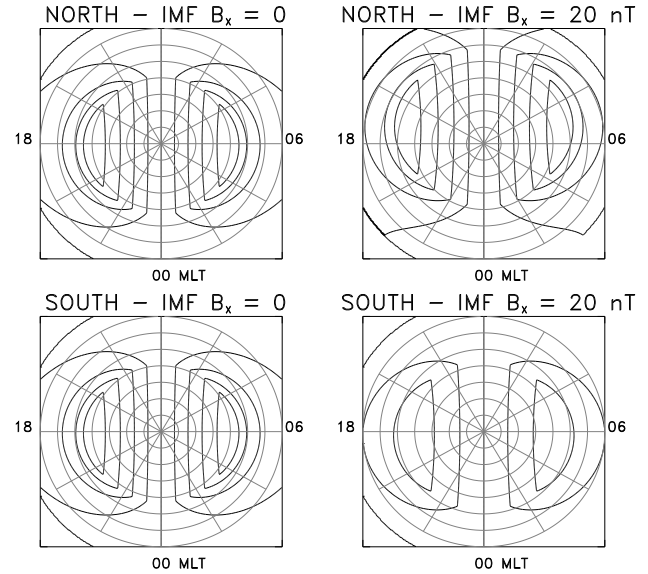 NORTH – IMF Bₓ = 0
NORTH – IMF Bₓ = 20 nT
18 06
18 06
00 MLT
00 MLT
SOUTH – IMF Bₓ = 0
SOUTH – IMF Bₓ = 20 nT
18 06
18 06
00 MLT
00 MLT